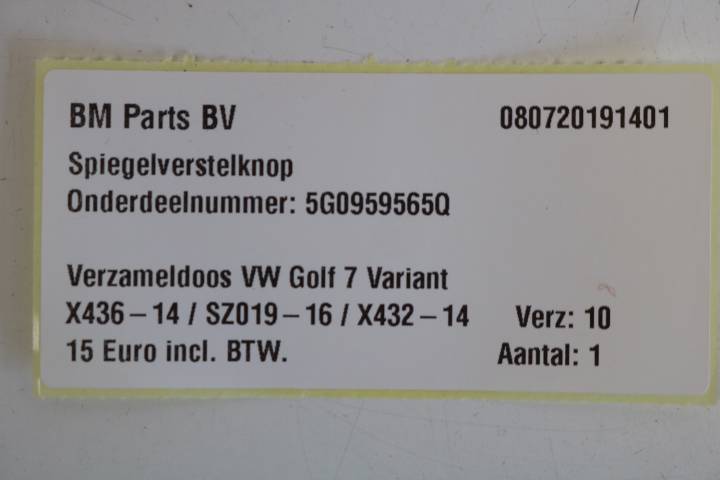 BM Parts BV 080720191401
Spiegelverstelknop
Onderdeelnummer: 5G0959565Q
Verzameldoos VW Golf 7 Variant
X436 – 14 / SZ019 – 16 / X432 – 14 Verz: 10
15 Euro incl. BTW. Aantal: 1